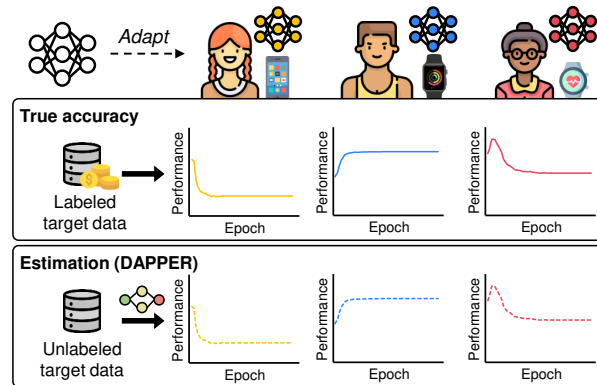 Adapt
True accuracy
Labeled
target data
Performance
Epoch
Performance
Epoch
Performance
Epoch
Estimation (DAPPER)
Unlabeled
target data
Performance
Epoch
Performance
Epoch
Performance
Epoch